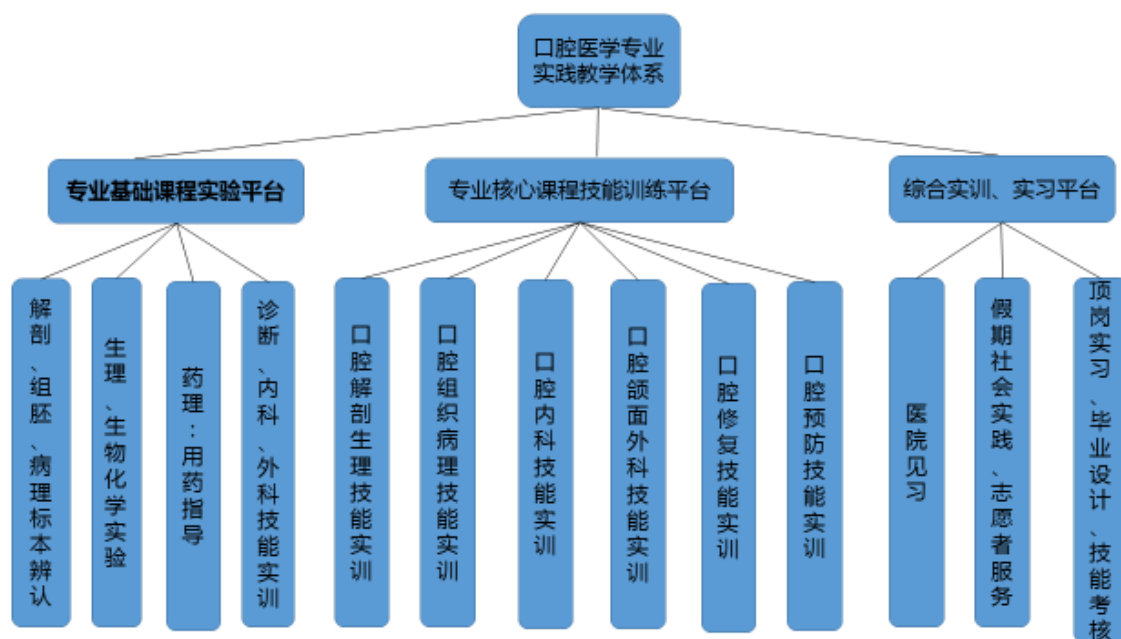 口腔医学专业
实践教学体系
专业基础课程实验平台
专业核心课程技能训练平台
综合实训、实习平台
解剖、组胚、病理标本辨认
生理、生物化学实验
药理：用药指导
诊断、内科、外科技能实训
口腔解剖生理技能实训
口腔组织病理技能实训
口腔内科技能实训
口腔颌面外科技能实训
口腔修复技能实训
口腔预防技能实训
医院见习
假期社会实践、志愿者服务
顶岗实习、毕业设计、技能考核